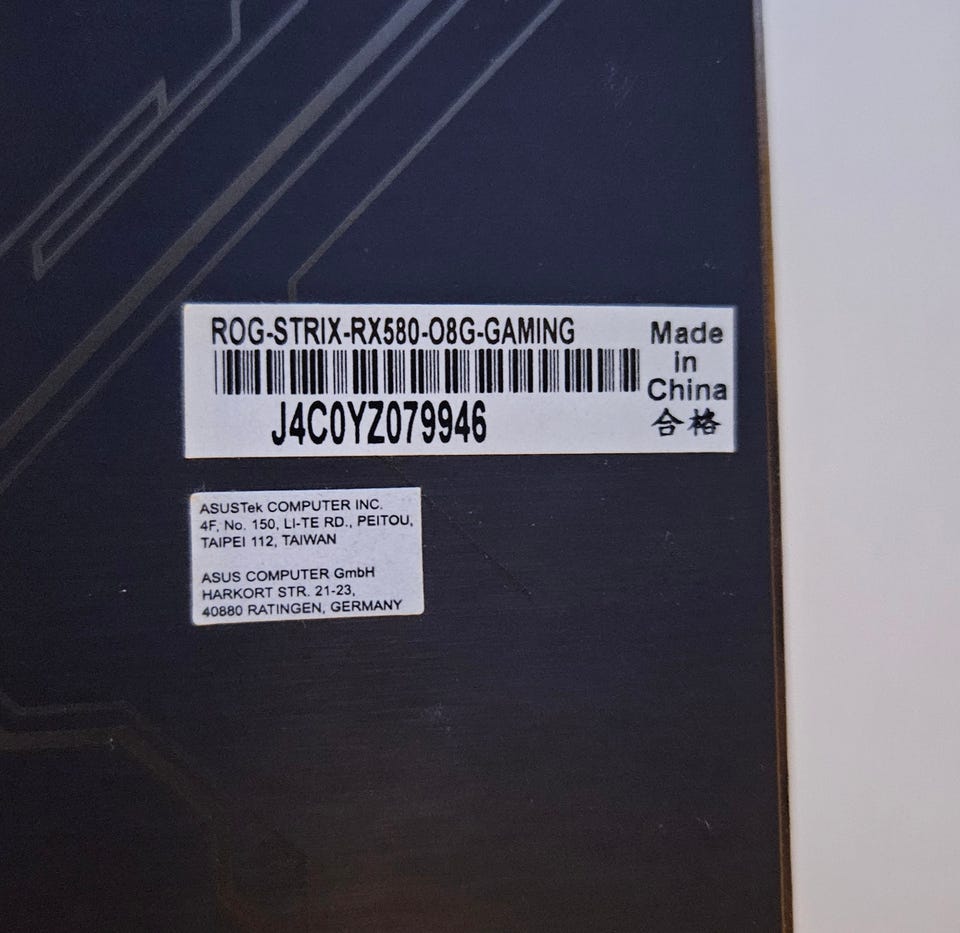 ROG-STRIX-RX580-O8G-GAMING
J4C0YZ079946
Made
in
China
合格
ASUSTek COMPUTER INC.
4F, No. 150, LI-TE RD., PEITOU,
TAIPEI 112, TAIWAN
ASUS COMPUTER GmbH
HARKORT STR. 21-23,
40880 RATINGEN, GERMANY